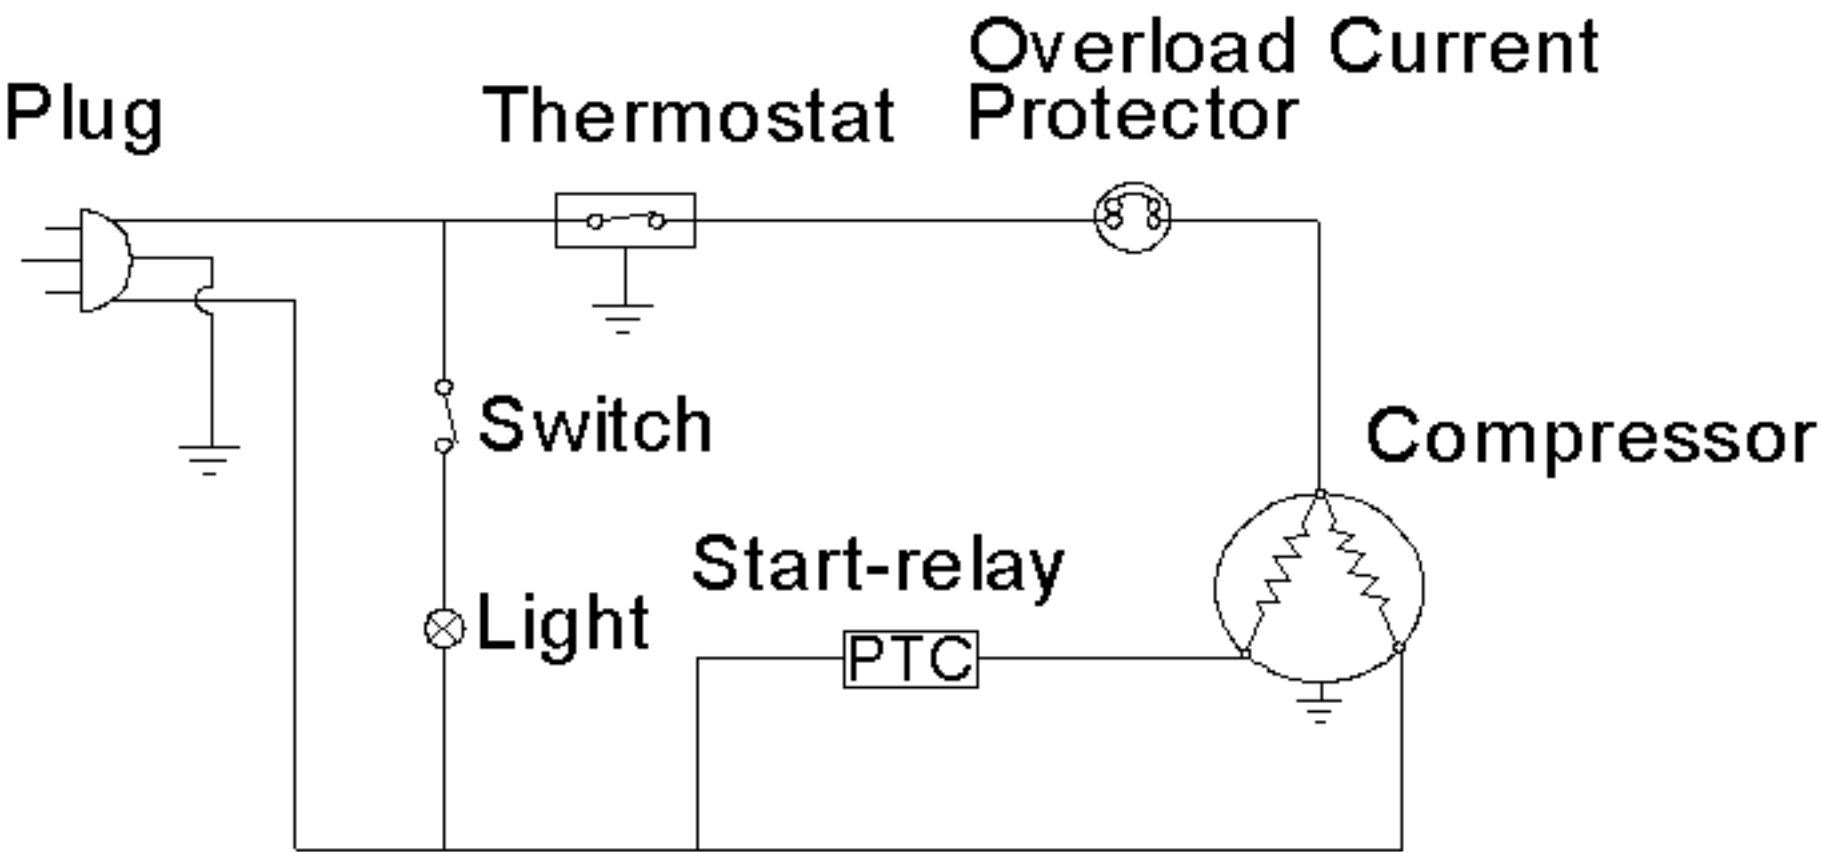 Overload Current
Protector
Plug
Thermostat
Switch
Compressor
Start-relay
Light
PTC